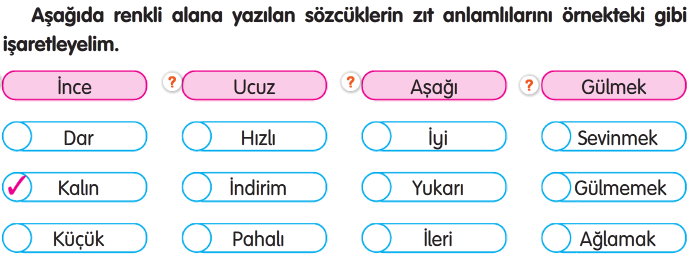 Aşağıda renkli alana yazılan sözcüklerin zıt anlamlılarını örnekteki gibi
işaretleyelim.
İnce ? Ucuz ? Aşağı ? Gülmek
Dar Hızlı İyi Sevinmek
✓ Kalın İndirim Yukarı Gülmemek
Küçük Pahalı İleri Ağlamak